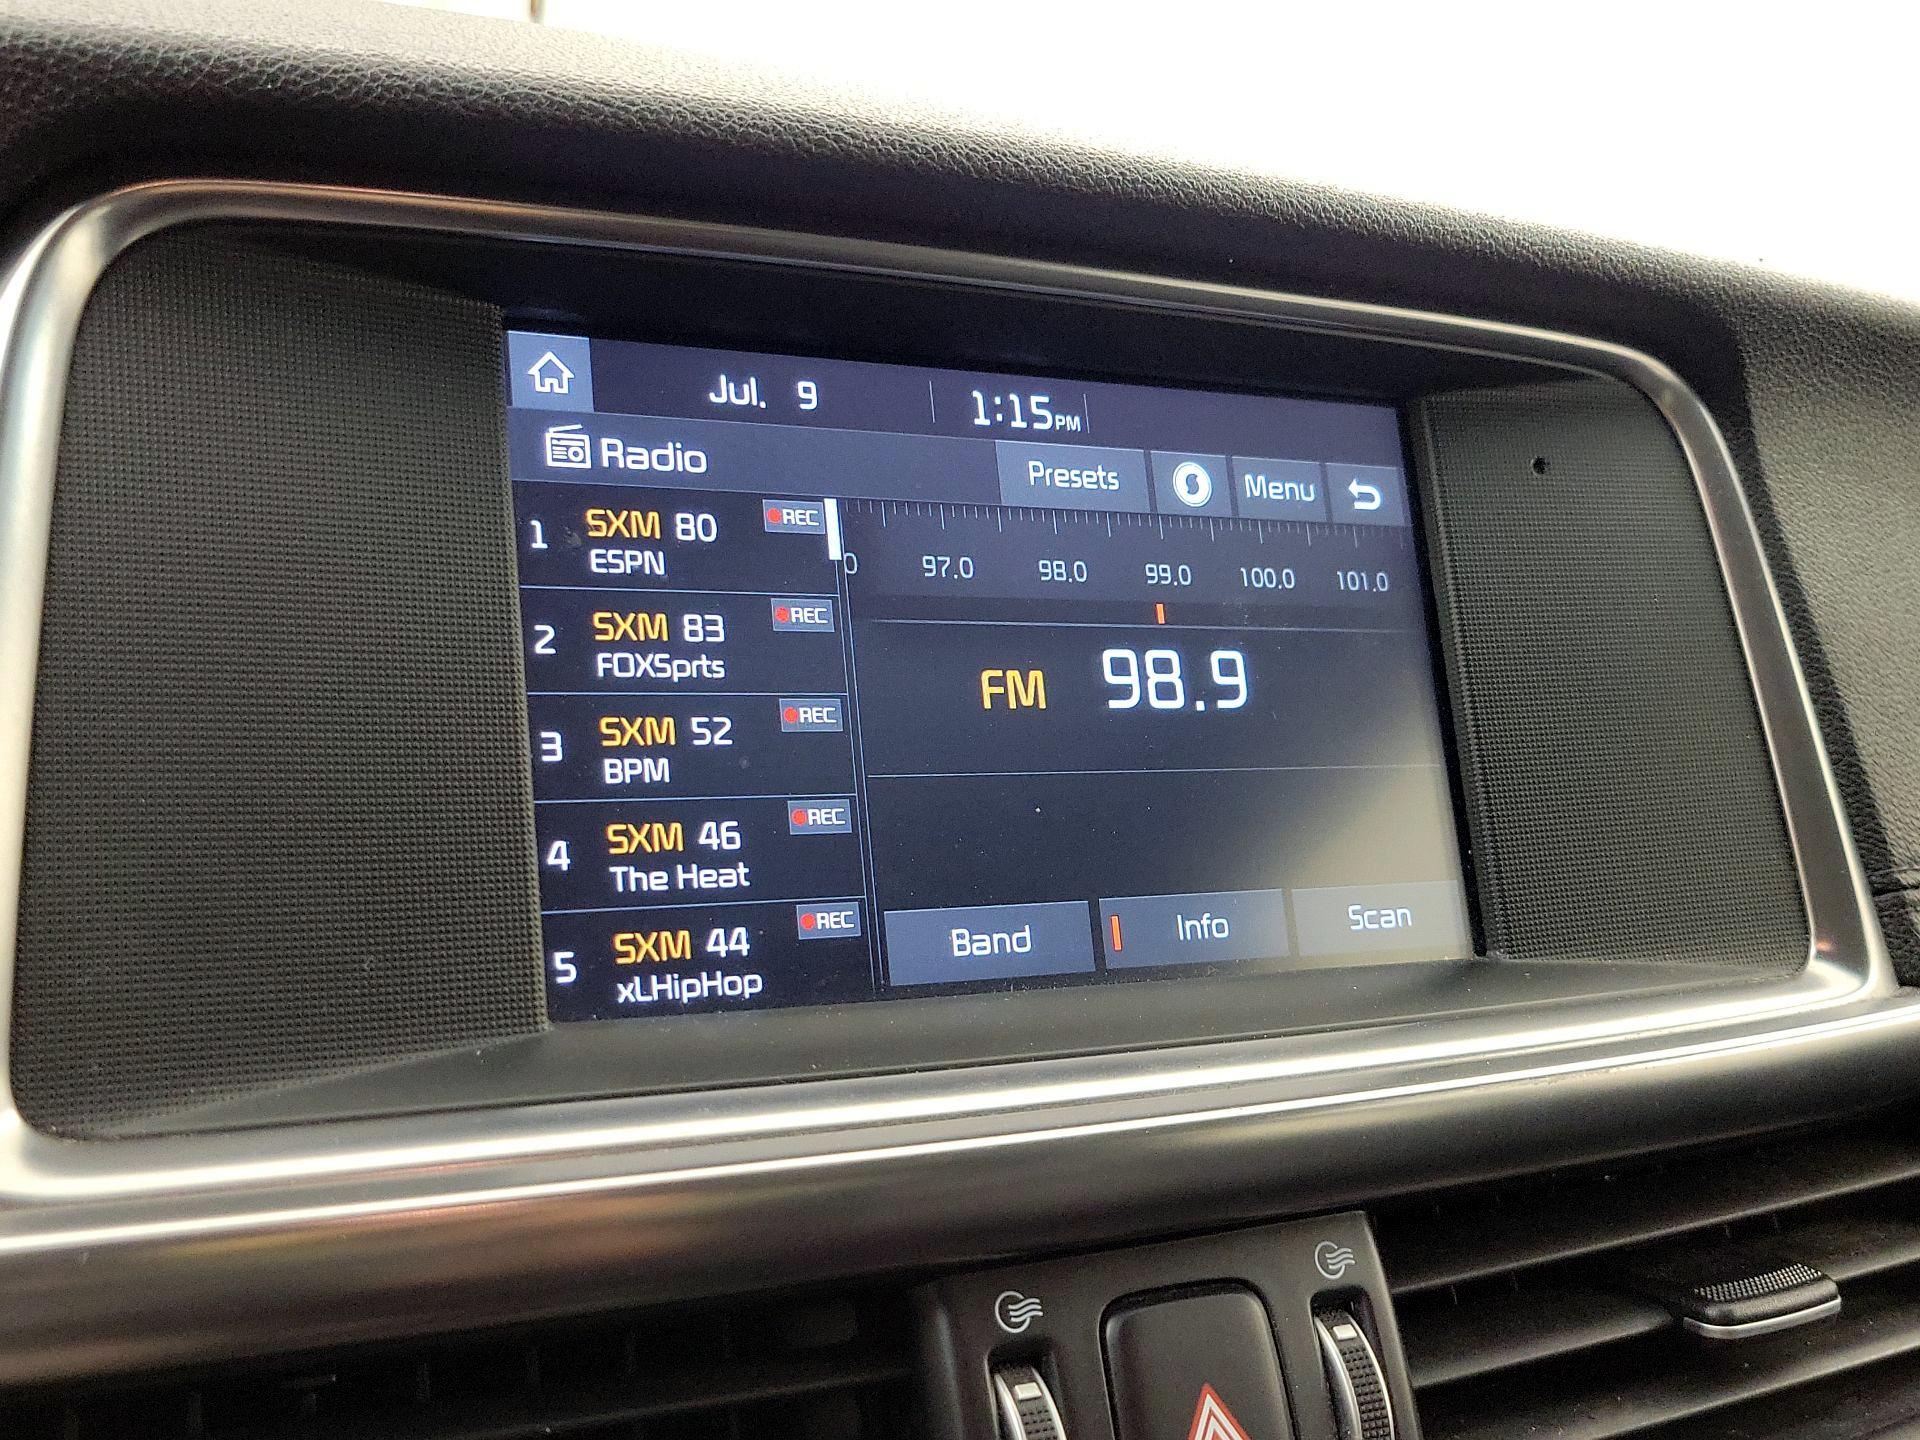 Jul. 9 1:15PM
Radio Presets Menu
1 SXM 80 REC
ESPN
2 SXM 83 REC
FOXSprts
3 SXM 52 REC
BPM
4 SXM 46 REC
The Heat
5 SXM 44 REC
xLHipHop
0 97.0 98.0 99.0 100.0 101.0
FM 98.9
Band Info Scan